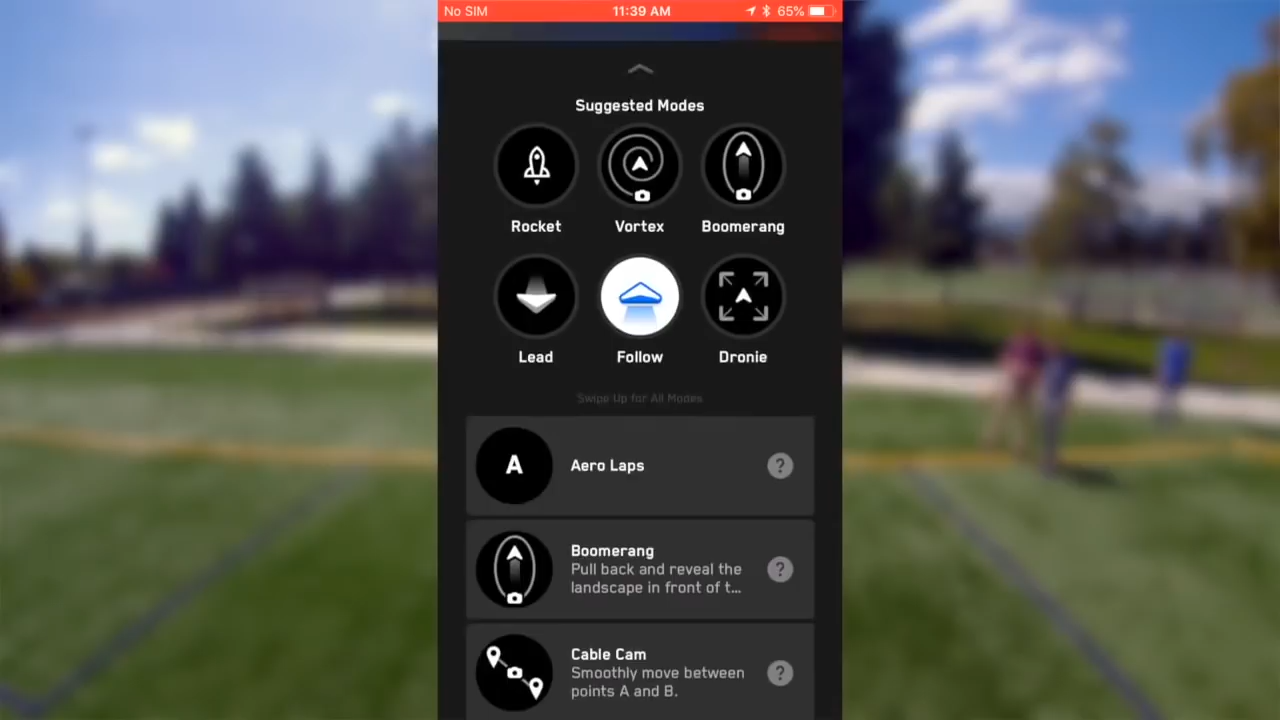 No SIM 11:39 AM 65%
Suggested Modes
Rocket Vortex Boomerang
Lead Follow Dronie
Swipe Up for All Modes
A Aero Laps ?
Boomerang
Pull back and reveal the ?
landscape in front of t...
Cable Cam
Smoothly move between ?
points A and B.